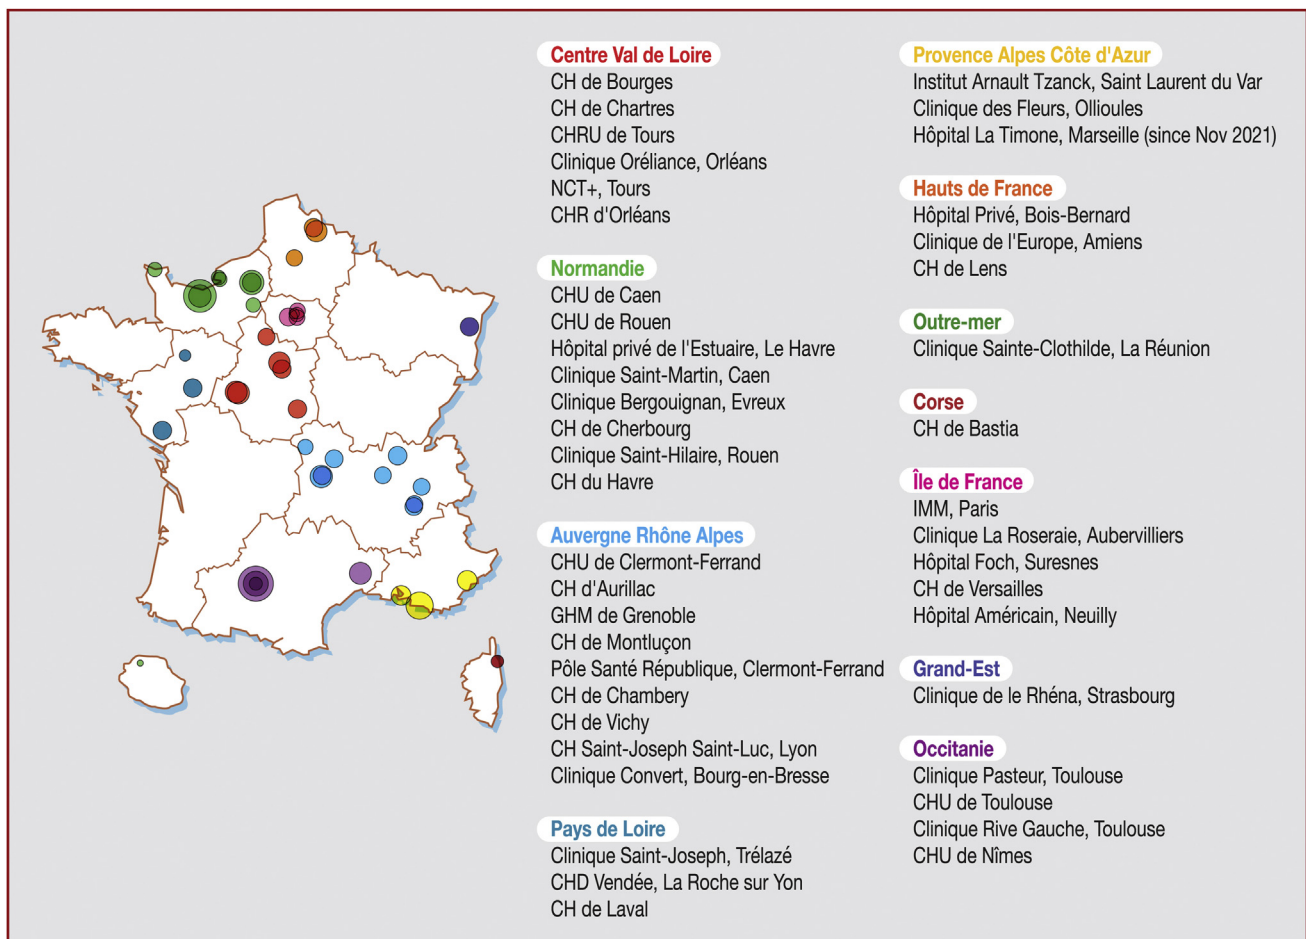 Centre Val de Loire
CH de Bourges
CH de Chartres
CHRU de Tours
Clinique Oréliance, Orléans
NCT+, Tours
CHR d'Orléans
Normandie
CHU de Caen
CHU de Rouen
Hôpital privé de l'Estuaire, Le Havre
Clinique Saint-Martin, Caen
Clinique Bergouignan, Evreux
CH de Cherbourg
Clinique Saint-Hilaire, Rouen
CH du Havre
Auvergne Rhône Alpes
CHU de Clermont-Ferrand
CH d'Aurillac
GHM de Grenoble
CH de Montluçon
Pôle Santé République, Clermont-Ferrand
CH de Chambery
CH de Vichy
CH Saint-Joseph Saint-Luc, Lyon
Clinique Convert, Bourg-en-Bresse
Pays de Loire
Clinique Saint-Joseph, Trélazé
CHD Vendée, La Roche sur Yon
CH de Laval
Provence Alpes Côte d'Azur
Institut Arnault Tzanck, Saint Laurent du Var
Clinique des Fleurs, Ollioules
Hôpital La Timone, Marseille (since Nov 2021)
Hauts de France
Hôpital Privé, Bois-Bernard
Clinique de l'Europe, Amiens
CH de Lens
Outre-mer
Clinique Sainte-Clothilde, La Réunion
Corse
CH de Bastia
Île de France
IMM, Paris
Clinique La Roseraie, Aubervilliers
Hôpital Foch, Suresnes
CH de Versailles
Hôpital Américain, Neuilly
Grand-Est
Clinique de le Rhéna, Strasbourg
Occitanie
Clinique Pasteur, Toulouse
CHU de Toulouse
Clinique Rive Gauche, Toulouse
CHU de Nîmes